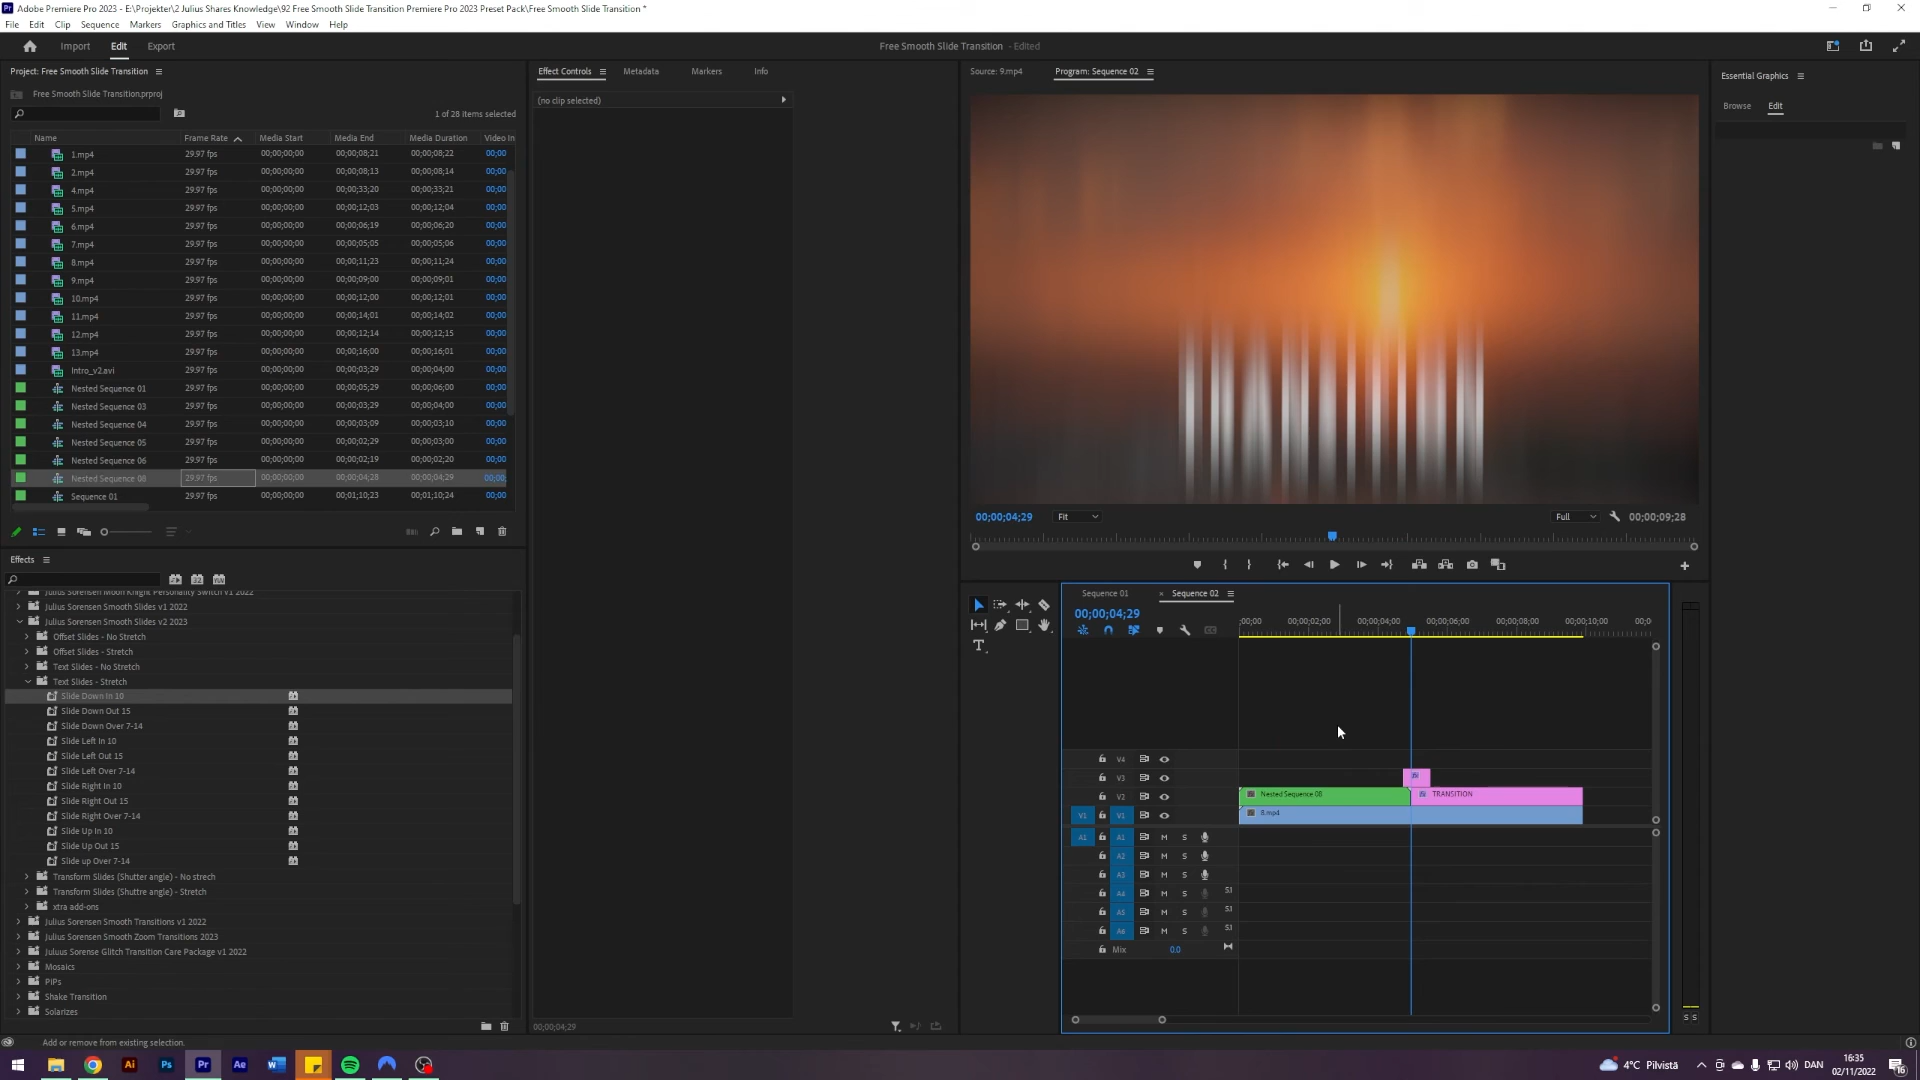 Adobe Premiere Pro 2023 - E:\Projekter\2 Julius Shares Knowledge\92 Free Smooth Slide Transition Premiere Pro 2023 Preset Pack\Free Smooth Slide Transition *
File Edit Clip Sequence Markers Graphics and Titles View Window Help
Import Edit Export
Free Smooth Slide Transition - Edited
Project: Free Smooth Slide Transition
Free Smooth Slide Transition.prproj
1 of 28 items selected
Name Frame Rate Media Start Media End Media Duration Video In
1.mp4 29.97 fps 00;00;00;00 00;00;08;21 00;00;08;22 00;00
2.mp4 29.97 fps 00;00;00;00 00;00;08;13 00;00;08;14 00;00
4.mp4 29.97 fps 00;00;00;00 00;00;33;20 00;00;33;21 00;00
5.mp4 29.97 fps 00;00;00;00 00;00;12;03 00;00;12;04 00;00
6.mp4 29.97 fps 00;00;00;00 00;00;06;19 00;00;06;20 00;00
7.mp4 29.97 fps 00;00;00;00 00;00;05;05 00;00;05;06 00;00
8.mp4 29.97 fps 00;00;00;00 00;00;11;23 00;00;11;24 00;00
9.mp4 29.97 fps 00;00;00;00 00;00;09;00 00;00;09;01 00;00
10.mp4 29.97 fps 00;00;00;00 00;00;12;00 00;00;12;01 00;00
11.mp4 29.97 fps 00;00;00;00 00;00;14;01 00;00;14;02 00;00
12.mp4 29.97 fps 00;00;00;00 00;00;12;14 00;00;12;15 00;00
13.mp4 29.97 fps 00;00;00;00 00;00;16;00 00;00;16;01 00;00
Intro_v2.avi 29.97 fps 00;00;00;00 00;00;03;29 00;00;04;00 00;00
Nested Sequence 01 29.97 fps 00;00;00;00 00;00;05;29 00;00;06;00 00;00
Nested Sequence 03 29.97 fps 00;00;00;00 00;00;03;29 00;00;04;00 00;00
Nested Sequence 04 29.97 fps 00;00;00;00 00;00;03;09 00;00;03;10 00;00
Nested Sequence 05 29.97 fps 00;00;00;00 00;00;02;29 00;00;03;00 00;00
Nested Sequence 06 29.97 fps 00;00;00;00 00;00;02;19 00;00;02;20 00;00
Nested Sequence 08 29.97 fps 00;00;00;00 00;00;04;28 00;00;04;29 00;00;
Sequence 01 29.97 fps 00;00;00;00 00;01;10;23 00;01;10;24 00;00
Effects
Julius Sorensen Moon Knight Personality Switch v1 2022
Julius Sorensen Smooth Slides v1 2022
Julius Sorensen Smooth Slides v2 2023
Offset Slides - No Stretch
Offset Slides - Stretch
Text Slides - No Stretch
Text Slides - Stretch
Slide Down In 10
Slide Down Out 15
Slide Down Over 7-14
Slide Left In 10
Slide Left Out 15
Slide Left Over 7-14
Slide Right In 10
Slide Right Out 15
Slide Right Over 7-14
Slide Up In 10
Slide Up Out 15
Slide up Over 7-14
Transform Slides (Shutter angle) - No strech
Transform Slides (Shuttre angle) - Stretch
xtra add-ons
Julius Sorensen Smooth Transitions v1 2022
Julius Sorensen Smooth Zoom Transitions 2023
Juluus Sorense Glitch Transition Care Package v1 2022
Mosaics
PiPs
Shake Transition
Solarizes
Add or remove from existing selection.
Effect Controls Metadata Markers Info
(no clip selected)
00;00;04;29
Source: 9.mp4 Program: Sequence 02
00;00;04;29 Fit Full 00;00;09;28
Essential Graphics
Browse Edit
Sequence 01 × Sequence 02
00;00;04;29
;00;00 00;00;02;00 00;00;04;00 00;00;06;00 00;00;08;00 00;00;10;00 00;0
T
V4
V3
V2 Nested Sequence 08 TRANSITION
V1 V1 8.mp4
A1 A1 M S
A2 M S
A3 M S
A4 M S 5.1
A5 M S 5.1
A6 M S 5.1
Mix 0.0
S S
Ai Ps Pr Ae W
4°C Pilvistä DAN 16:35
02/11/2022 16